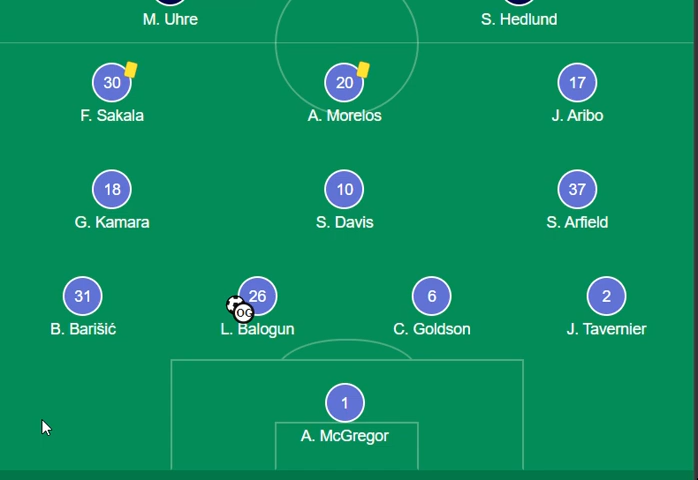 M. Uhre S. Hedlund
30 20 17
F. Sakala A. Morelos J. Aribo
18 10 37
G. Kamara S. Davis S. Arfield
31 26 6 2
OG
B. Barišić L. Balogun C. Goldson J. Tavernier
1
A. McGregor